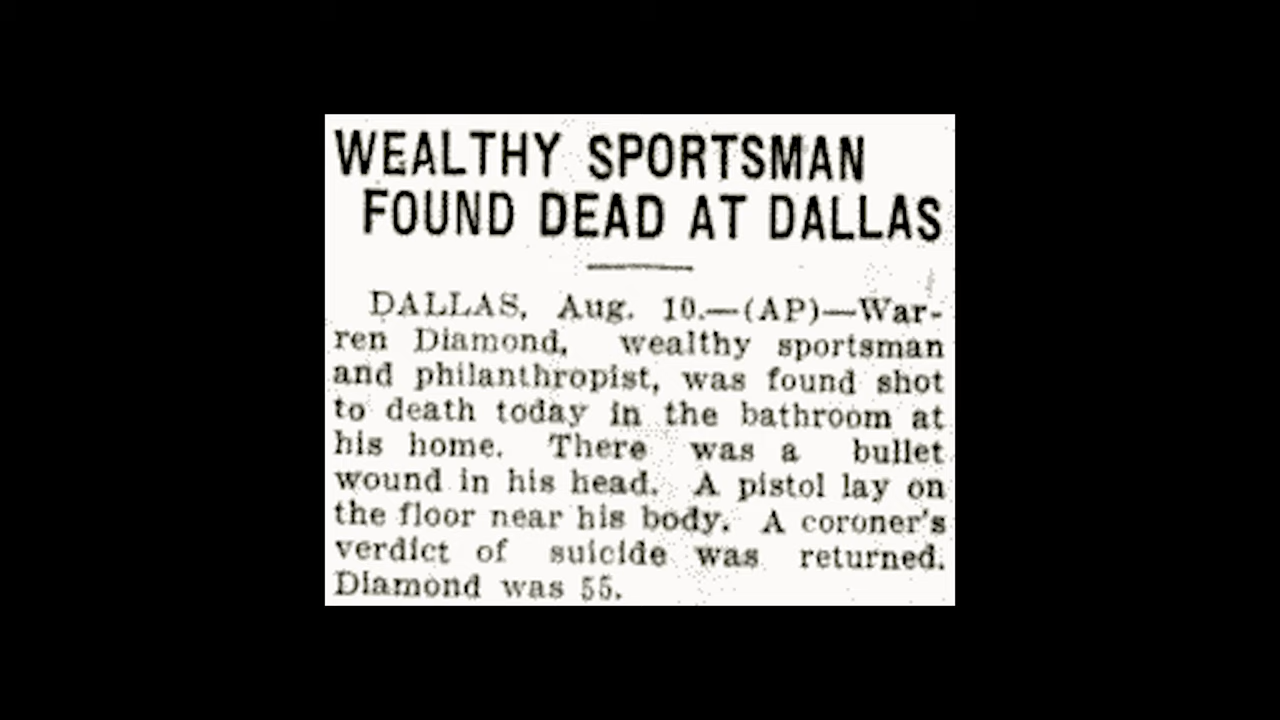 WEALTHY SPORTSMAN
FOUND DEAD AT DALLAS
DALLAS, Aug. 10.—(AP)—War-
ren Diamond, wealthy sportsman
and philanthropist, was found shot
to death today in the bathroom at
his home. There was a bullet
wound in his head. A pistol lay on
the floor near his body. A coroner's
verdict of suicide was returned.
Diamond was 55.